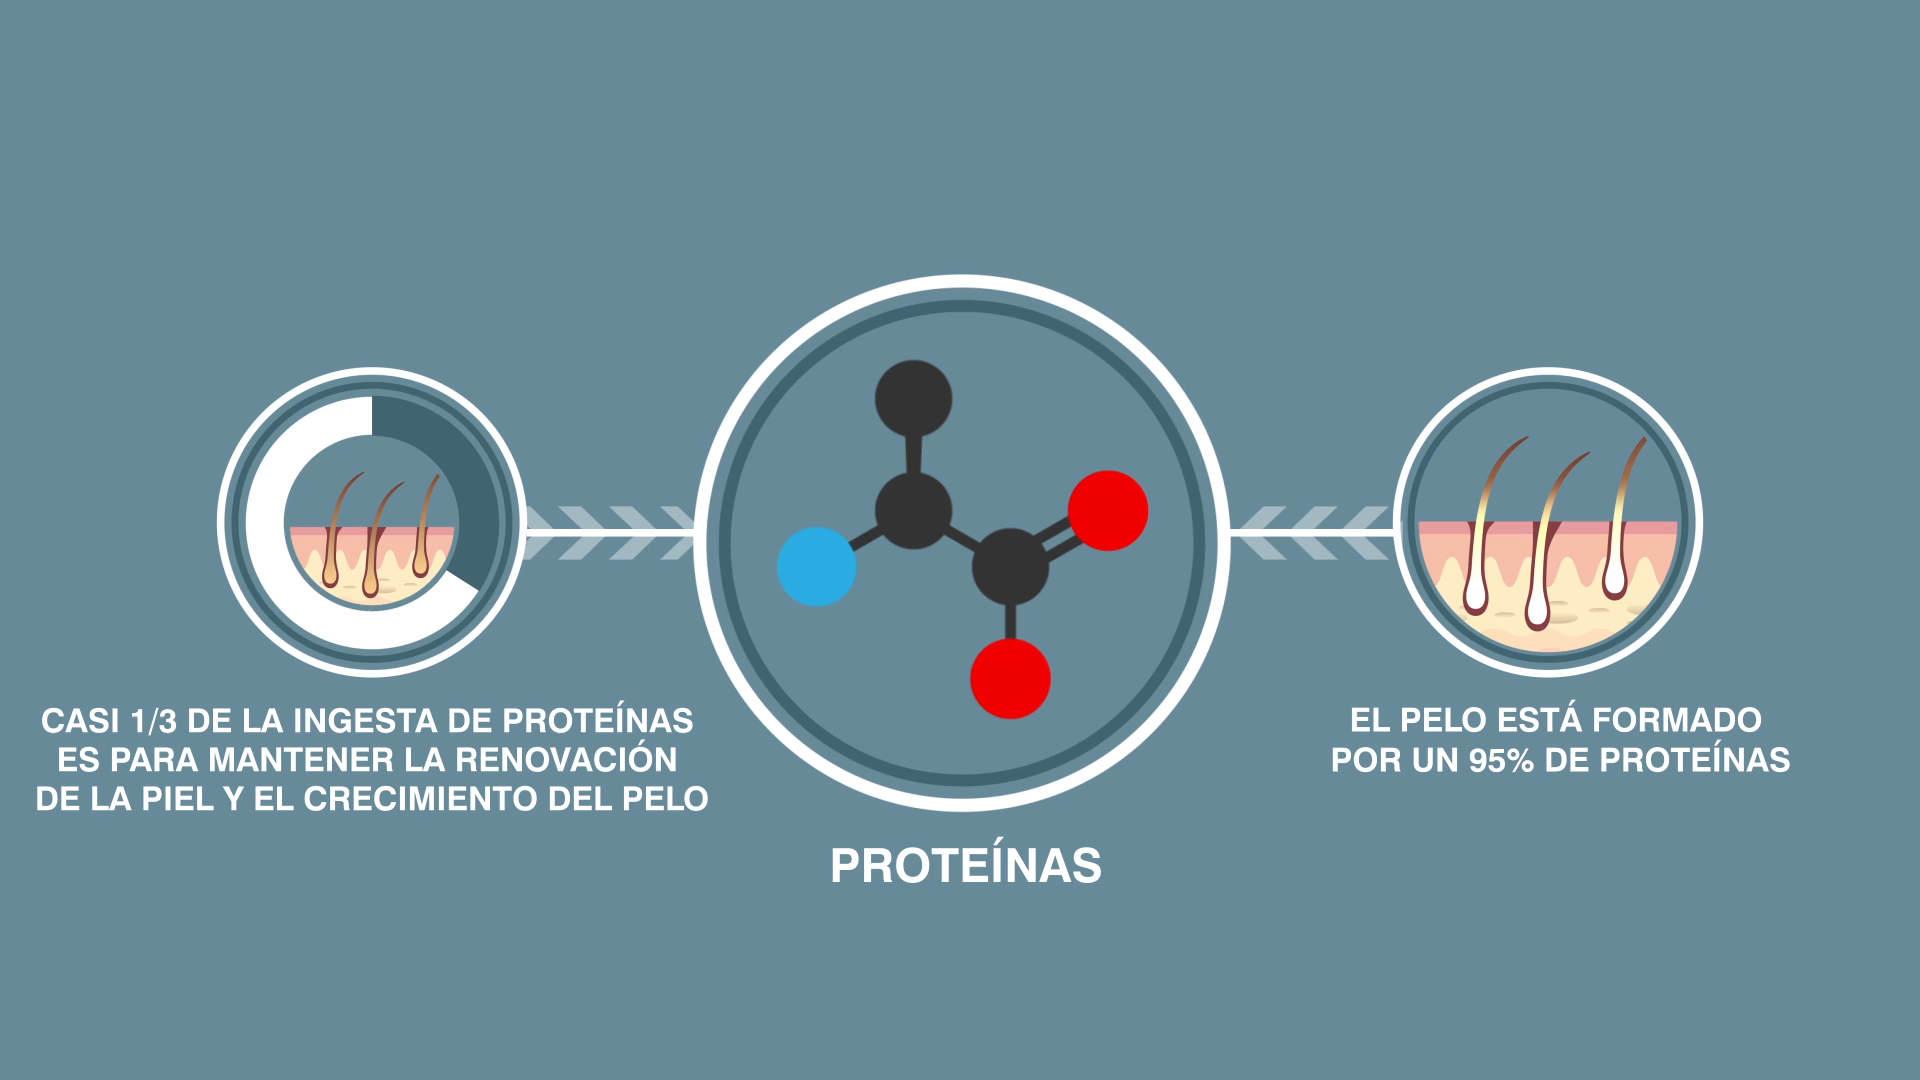 CASI 1/3 DE LA INGESTA DE PROTEÍNAS
ES PARA MANTENER LA RENOVACIÓN
DE LA PIEL Y EL CRECIMIENTO DEL PELO
PROTEÍNAS
EL PELO ESTÁ FORMADO
POR UN 95% DE PROTEÍNAS